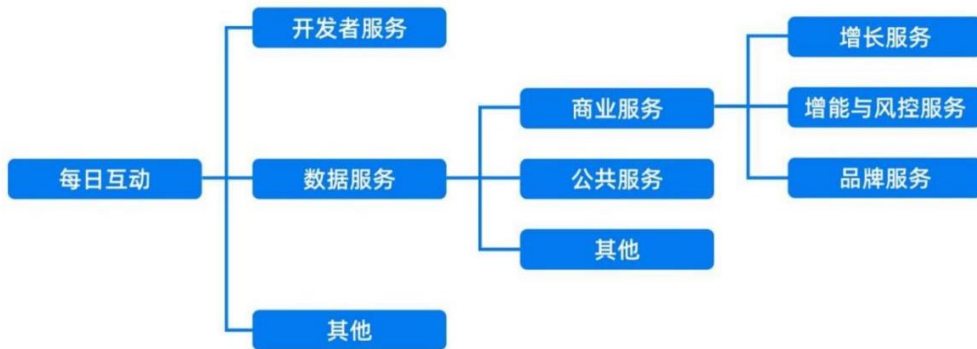 每日互动
开发者服务
数据服务
其他
商业服务
公共服务
其他
增长服务
增能与风控服务
品牌服务